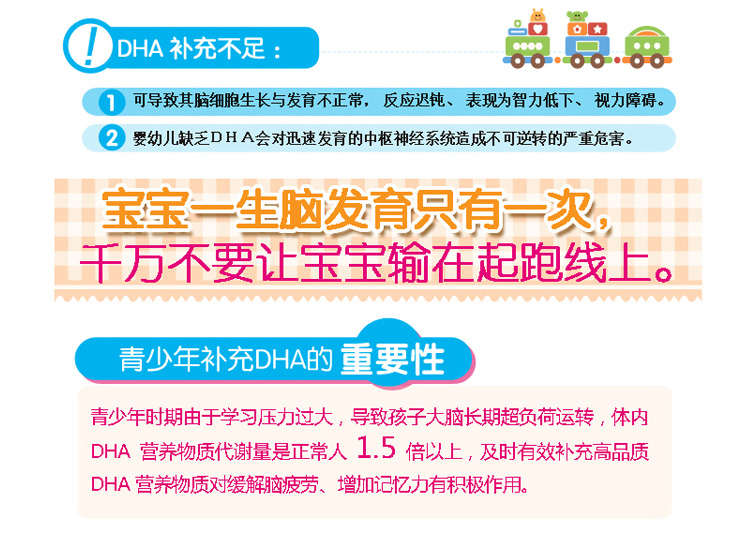 ! DHA 补充不足：
1 可导致其脑细胞生长与发育不正常， 反应迟钝、 表现为智力低下、 视力障碍。
2 婴幼儿缺乏DHA会对迅速发育的中枢神经系统造成不可逆转的严重危害。
宝宝一生脑发育只有一次，
千万不要让宝宝输在起跑线上。
青少年补充DHA的 重要性
青少年时期由于学习压力过大，导致孩子大脑长期超负荷运转，体内
DHA 营养物质代谢量是正常人 1.5 倍以上，及时有效补充高品质
DHA 营养物质对缓解脑疲劳、增加记忆力有积极作用。